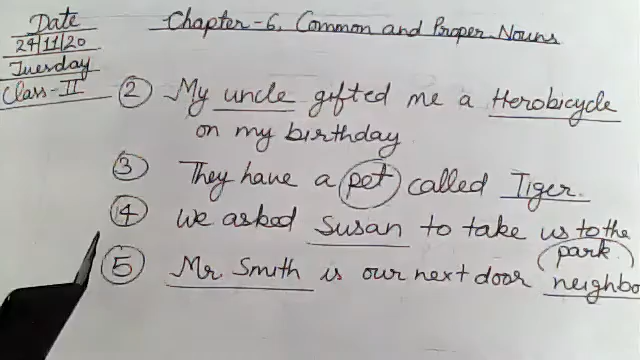 Date
24/11/20
Tuesday
Class-II
Chapter-6. Common and Proper Nouns
2 My uncle gifted me a Herobicycle
on my birthday
3 They have a pet called Tiger.
4 We asked Susan to take us to the
park.
5 Mr. Smith is our next door neighbo